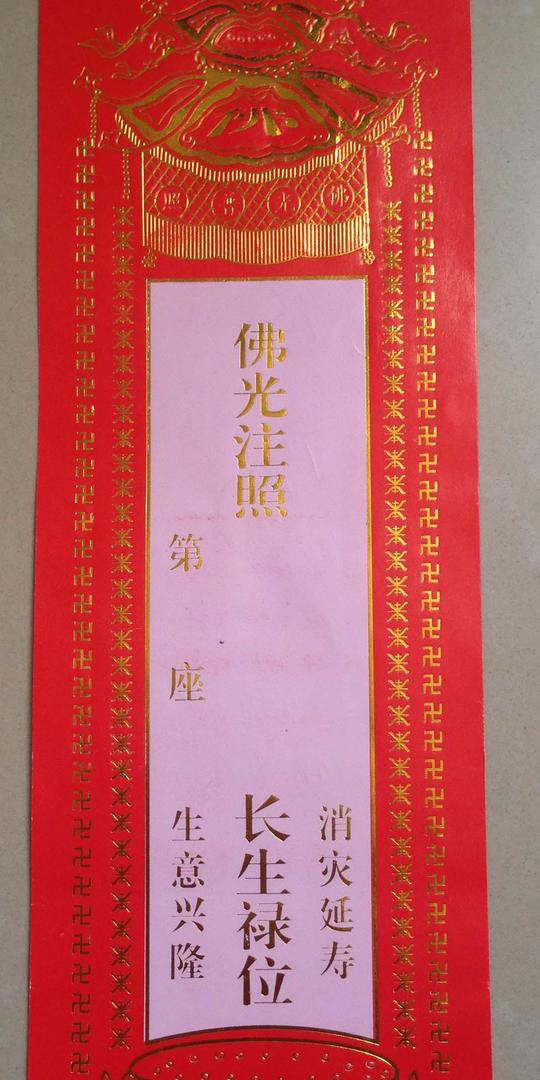 佛光普照
消灾延寿
佛光注照
长生禄位
第 座
生意兴隆